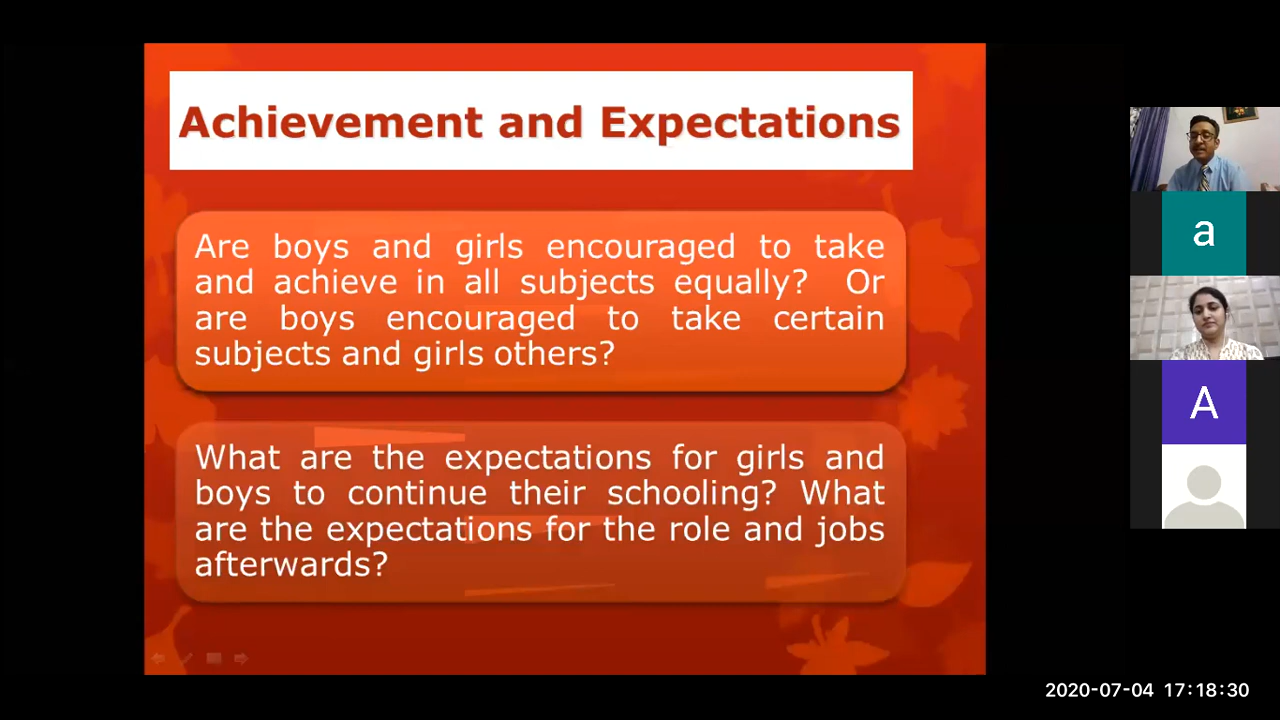 Achievement and Expectations
Are boys and girls encouraged to take
and achieve in all subjects equally? Or
are boys encouraged to take certain
subjects and girls others?
What are the expectations for girls and
boys to continue their schooling? What
are the expectations for the role and jobs
afterwards?
a
A
2020-07-04 17:18:30